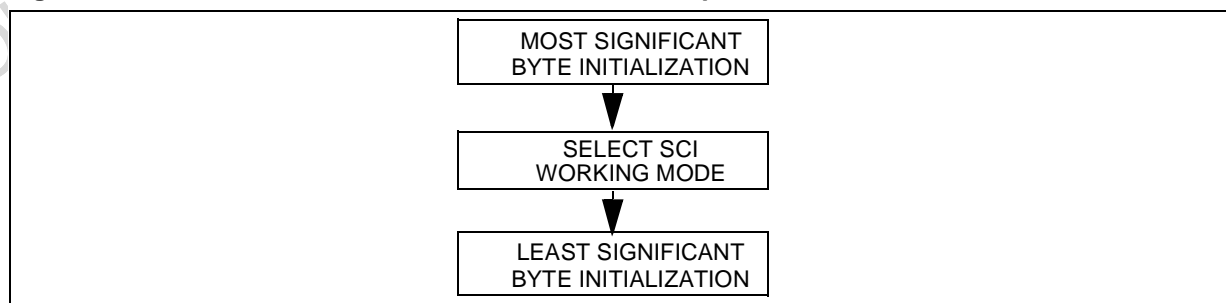 MOST SIGNIFICANT
BYTE INITIALIZATION
SELECT SCI
WORKING MODE
LEAST SIGNIFICANT
BYTE INITIALIZATION